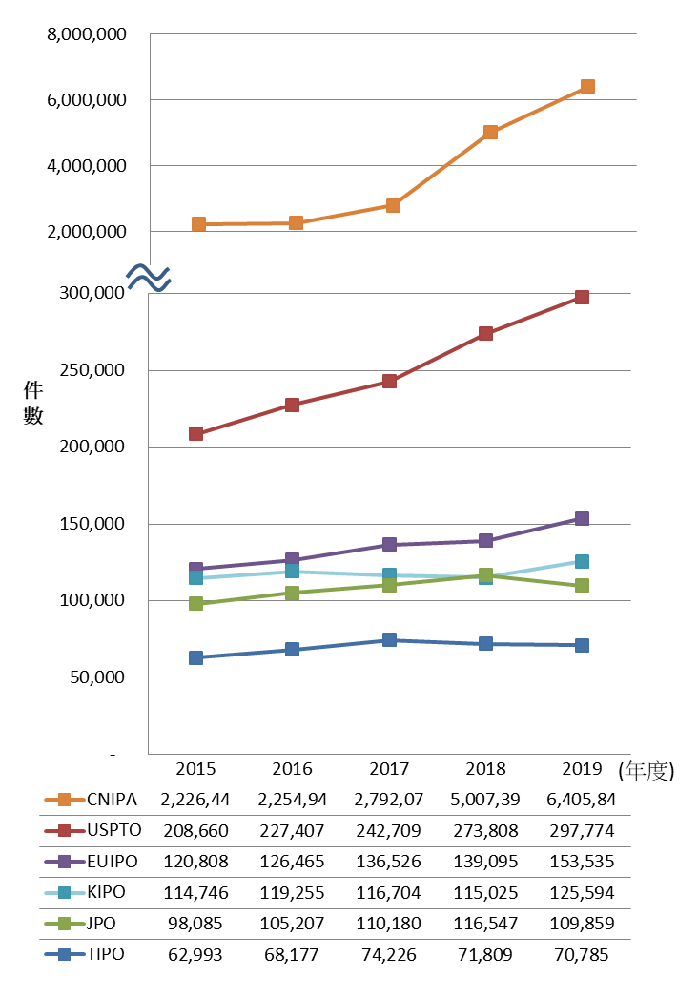 8,000,000
6,000,000
4,000,000
2,000,000
300,000
250,000
件數
200,000
150,000
100,000
50,000
-
2015 2016 2017 2018 2019 (年度)
CNIPA 2,226,44 2,254,94 2,792,07 5,007,39 6,405,84
USPTO 208,660 227,407 242,709 273,808 297,774
EUIPO 120,808 126,465 136,526 139,095 153,535
KIPO 114,746 119,255 116,704 115,025 125,594
JPO 98,085 105,207 110,180 116,547 109,859
TIPO 62,993 68,177 74,226 71,809 70,785